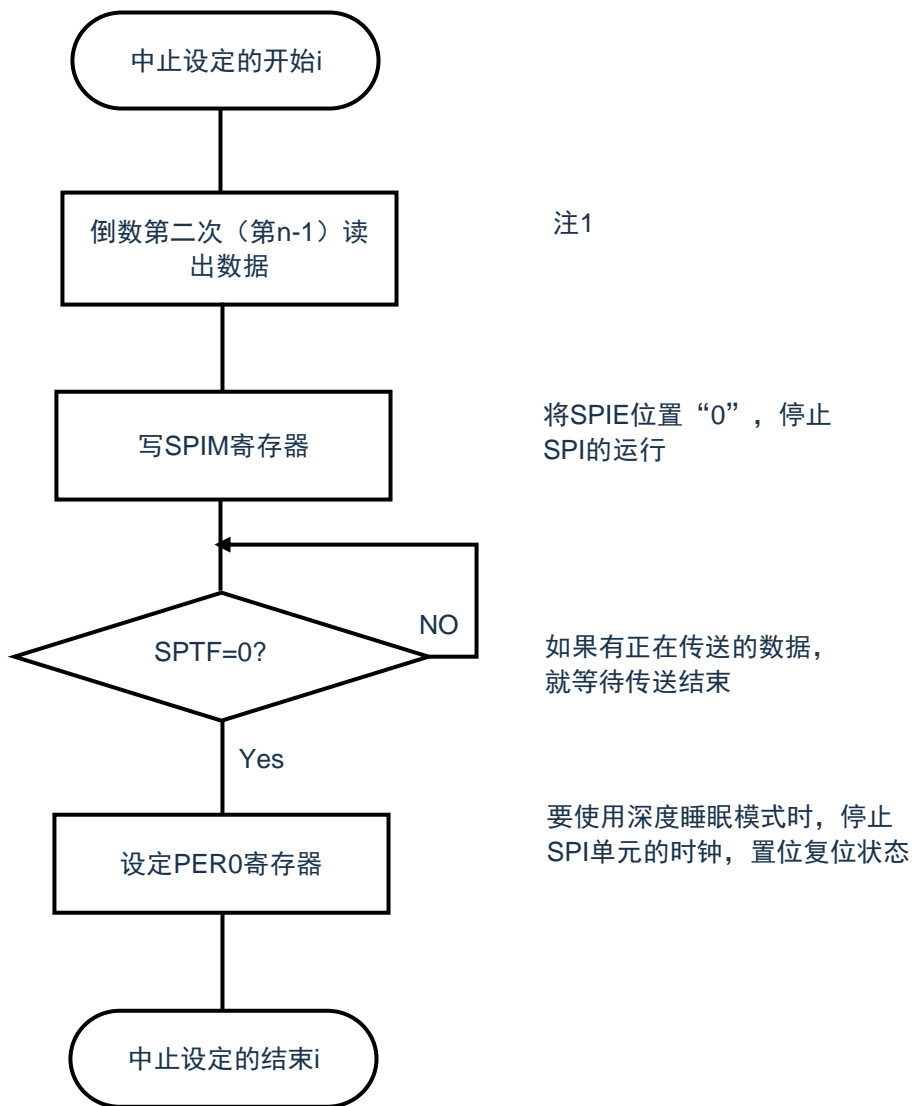 中止设定的开始i
倒数第二次（第n-1）读
出数据
注1
写SPIM寄存器
将SPIE位置“0”，停止
SPI的运行
NO
SPTF=0?
如果有正在传送的数据，
就等待传送结束
Yes
设定PER0寄存器
要使用深度睡眠模式时，停止
SPI单元的时钟，置位复位状态
中止设定的结束i